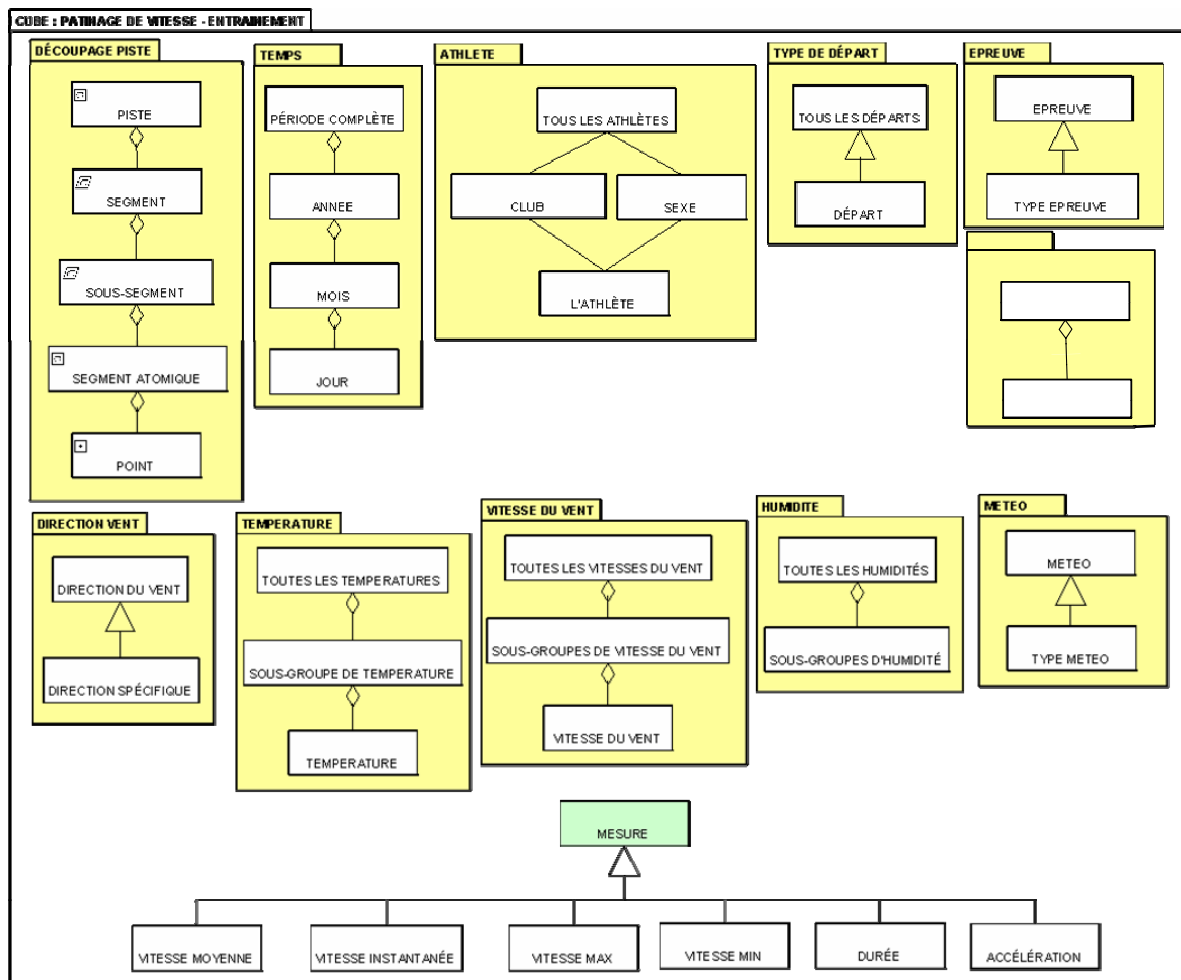 CUBE : PATINAGE DE VITESSE - ENTRAINEMENT
DÉCOUPAGE PISTE
PISTE
SEGMENT
SOUS-SEGMENT
SEGMENT ATOMIQUE
POINT
TEMPS
PÉRIODE COMPLÈTE
ANNEE
MOIS
JOUR
ATHLETE
TOUS LES ATHLÈTES
CLUB
SEXE
L'ATHLÈTE
TYPE DE DÉPART
TOUS LES DÉPARTS
DÉPART
EPREUVE
EPREUVE
TYPE EPREUVE
DIRECTION VENT
DIRECTION DU VENT
DIRECTION SPÉCIFIQUE
TEMPERATURE
TOUTES LES TEMPERATURES
SOUS-GROUPE DE TEMPERATURE
TEMPERATURE
VITESSE DU VENT
TOUTES LES VITESSES DU VENT
SOUS-GROUPES DE VITESSE DU VENT
VITESSE DU VENT
HUMIDITE
TOUTES LES HUMIDITÉS
SOUS-GROUPES D'HUMIDITÉ
METEO
METEO
TYPE METEO
MESURE
VITESSE MOYENNE
VITESSE INSTANTANÉE
VITESSE MAX
VITESSE MIN
DURÉE
ACCÉLÉRATION